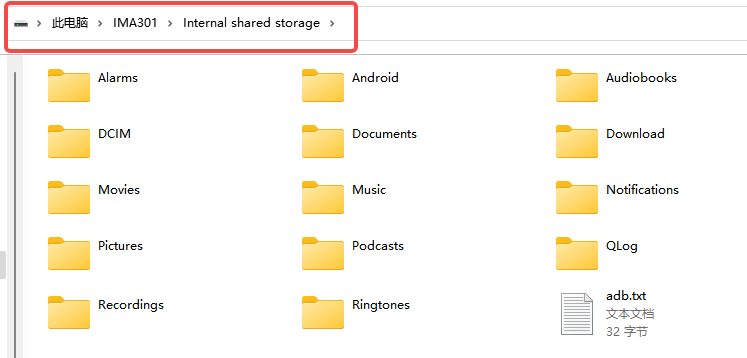 此电脑 > IMA301 > Internal shared storage >
Alarms
Android
Audiobooks
DCIM
Documents
Download
Movies
Music
Notifications
Pictures
Podcasts
QLog
Recordings
Ringtones
adb.txt
文本文档
32 字节